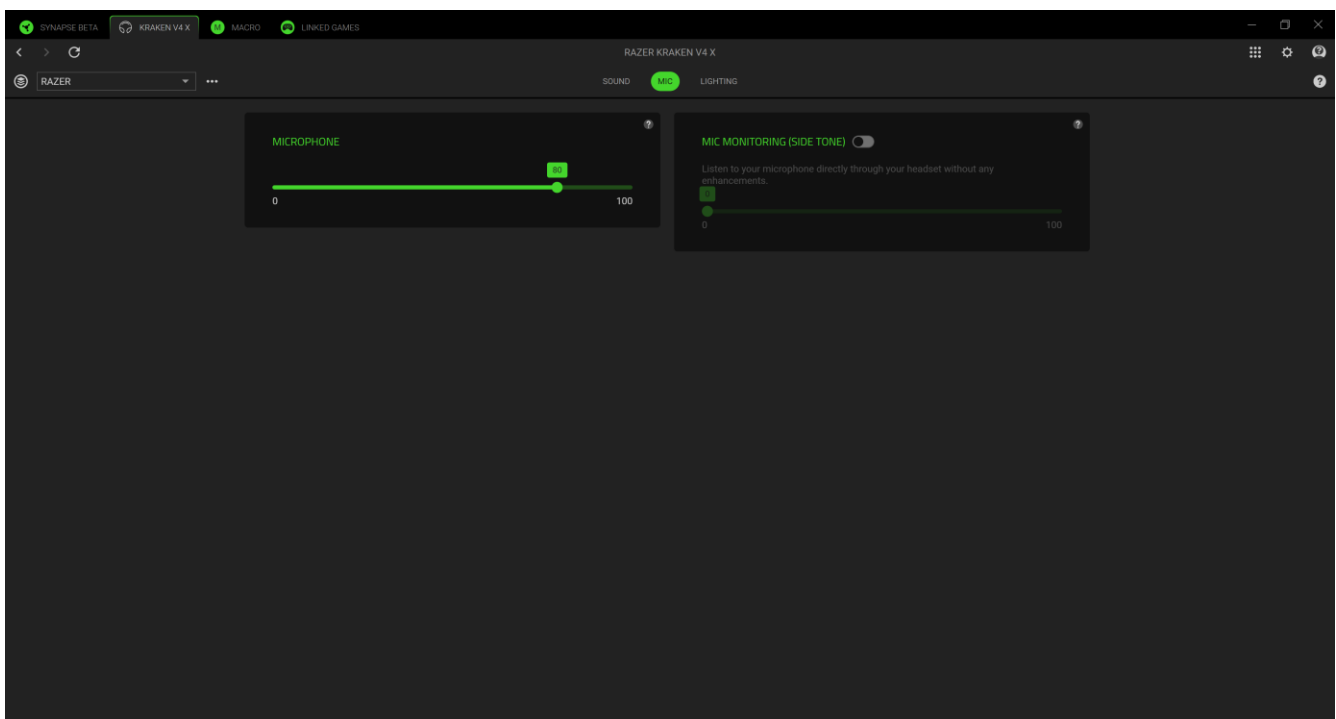 SYNAPSE BETA
KRAKEN V4 X
M MACRO
LINKED GAMES
RAZER KRAKEN V4 X
RAZER
SOUND
MIC
LIGHTING
?
MICROPHONE
?
80
0
100
MIC MONITORING (SIDE TONE)
?
Listen to your microphone directly through your headset without any
enhancements.
0
0
100